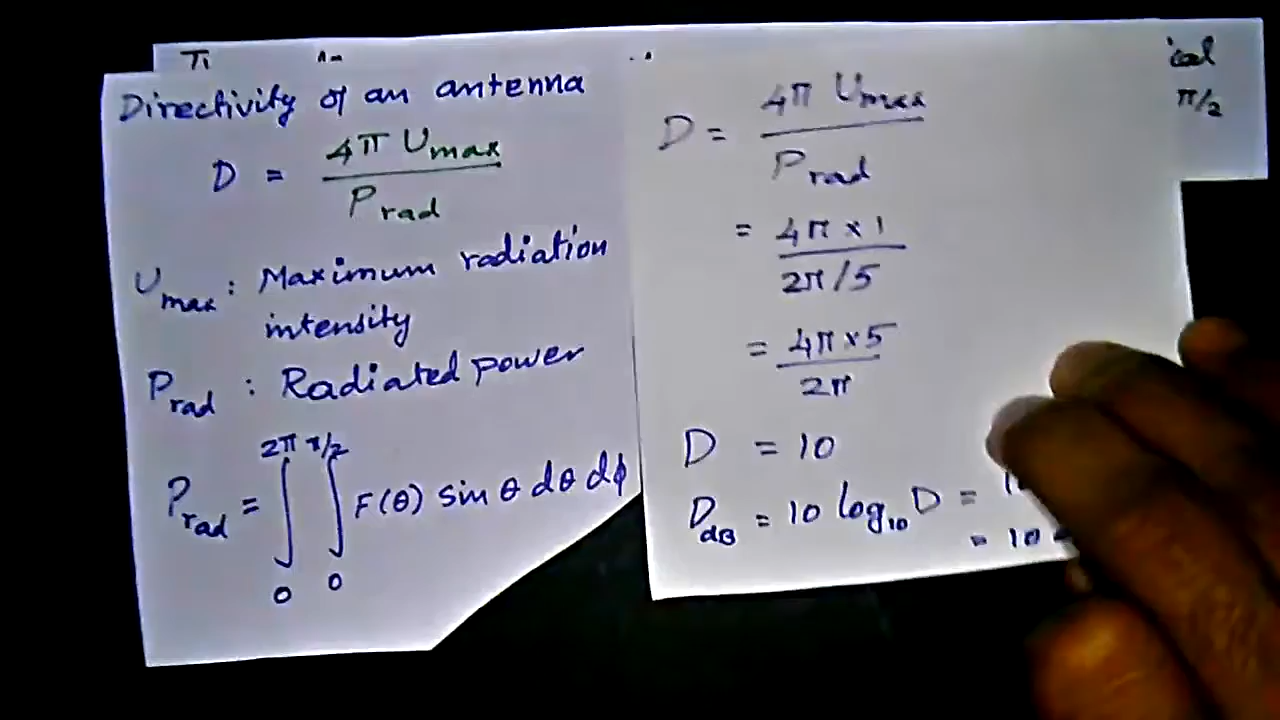 Directivity of an antenna
D = 4π Umax / Prad
Umax : Maximum radiation
intensity
Prad : Radiated power
Prad = ∫₀^2π ∫₀^π/2 F(θ) sin θ dθ dϕ
π/2
D = 4π Umax / Prad
= 4π × 1 / 2π/5
= 4π × 5 / 2π
D = 10
DdB = 10 log₁₀ D =
= 10